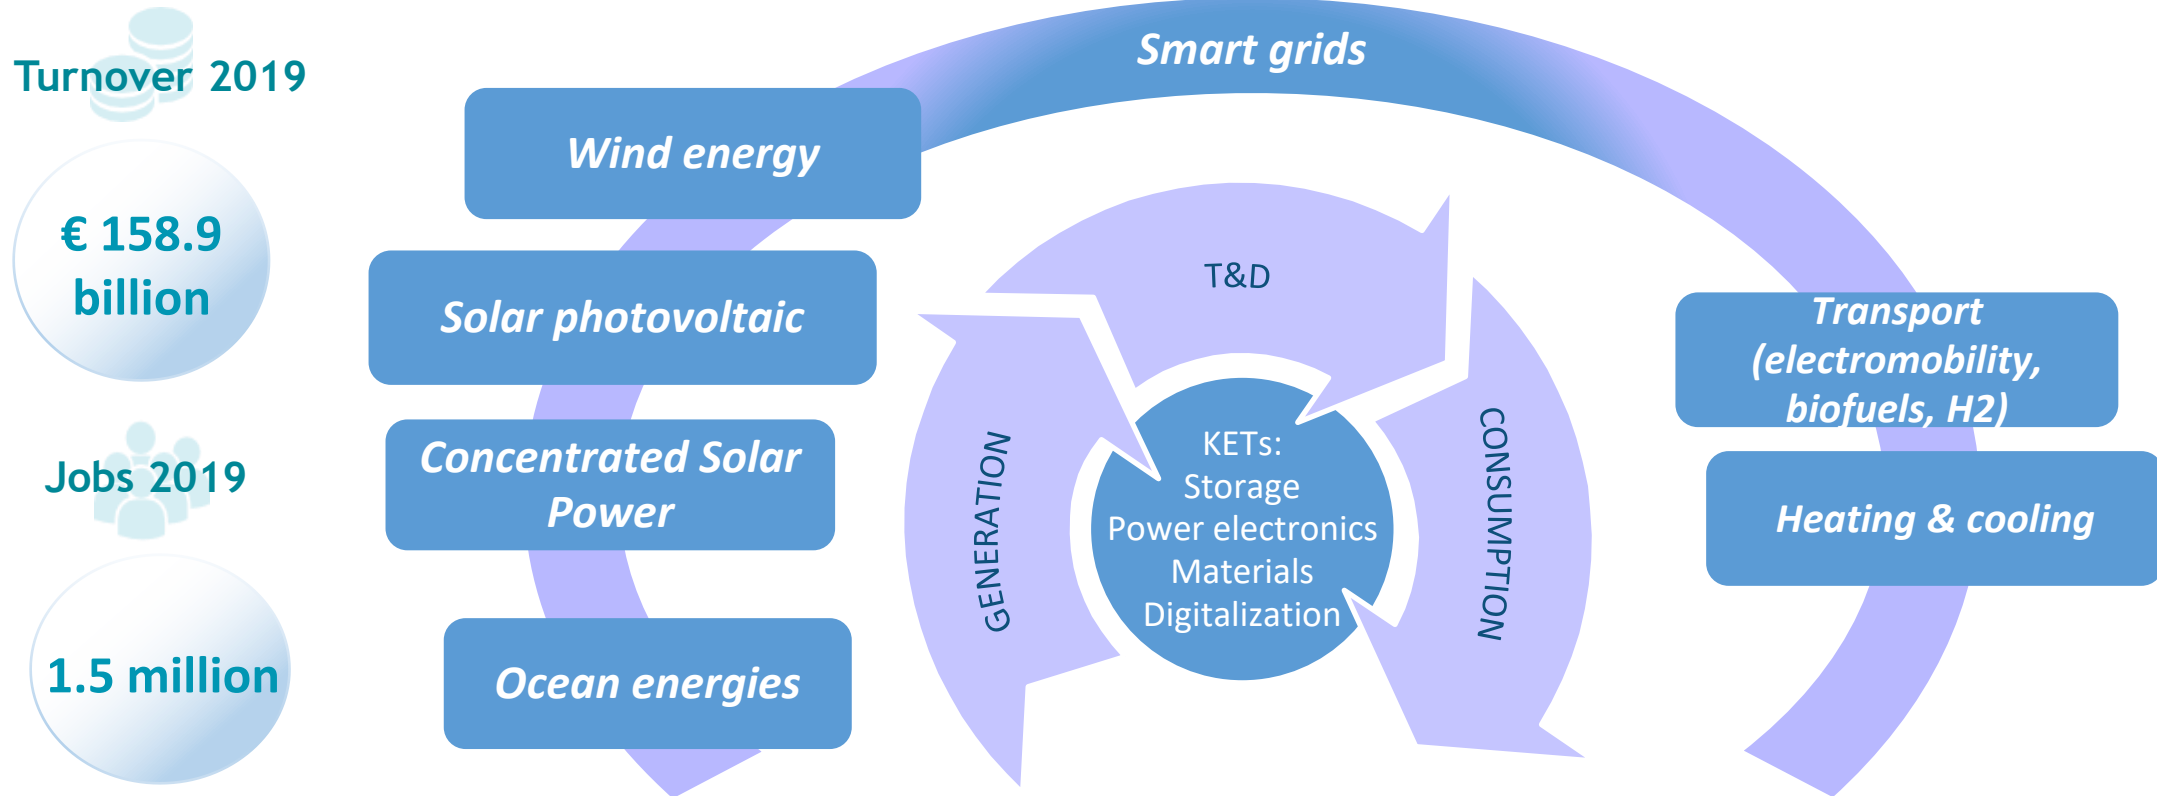 Turnover 2019
€ 158.9
billion
Jobs 2019
1.5 million
Smart grids
Wind energy
Solar photovoltaic
Concentrated Solar
Power
Ocean energies
GENERATION
T&D
CONSUMPTION
KETs:
Storage
Power electronics
Materials
Digitalization
Transport
(electromobility,
biofuels, H2)
Heating & cooling